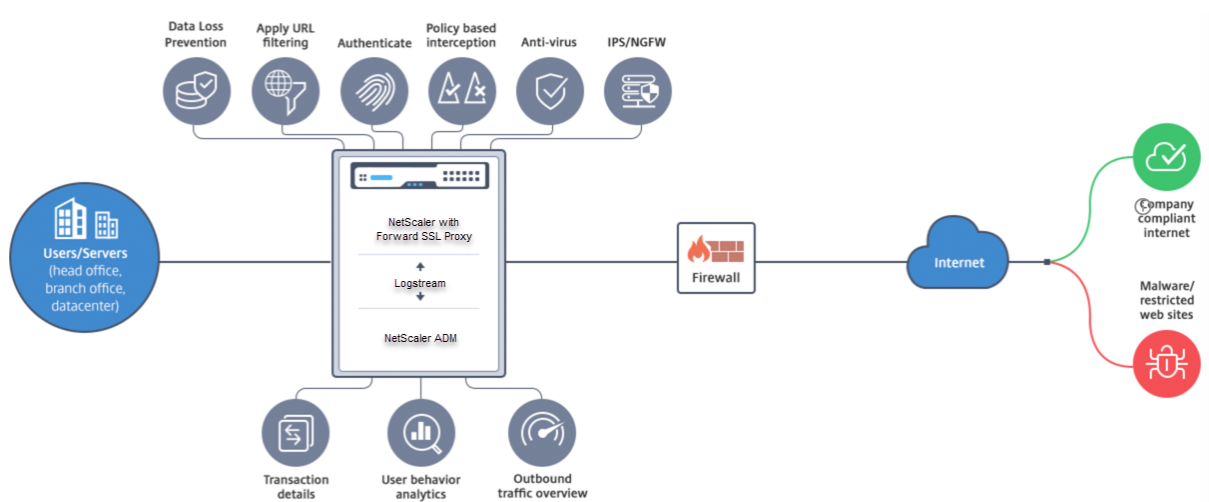 Data Loss
Prevention
Apply URL
filtering
Authenticate
Policy based
interception
Anti-virus
IPS/NGFW
NetScaler with
Forward SSL Proxy
Logstream
NetScaler ADM
Users/Servers
(head office,
branch office,
datacenter)
Firewall
Internet
Company
compliant
internet
Malware/
restricted
web sites
Transaction
details
User behavior
analytics
Outbound
traffic overview